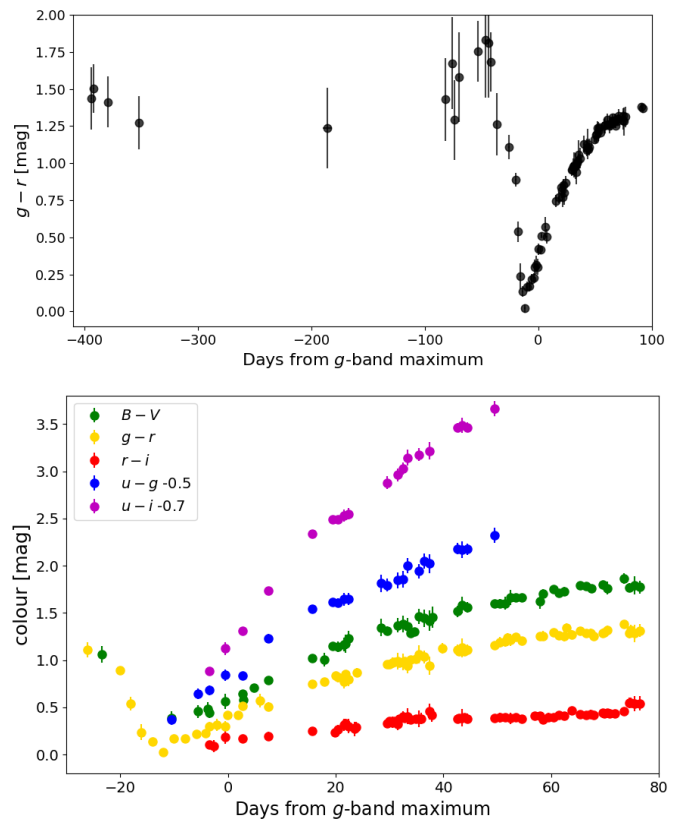 2.00
1.75
1.50
1.25
1.00
0.75
0.50
0.25
0.00
g − r [mag]
−400 −300 −200 −100 0 100
Days from g-band maximum
3.5
3.0
2.5
2.0
1.5
1.0
0.5
0.0
colour [mag]
B − V
g − r
r − i
u − g -0.5
u − i -0.7
−20 0 20 40 60 80
Days from g-band maximum